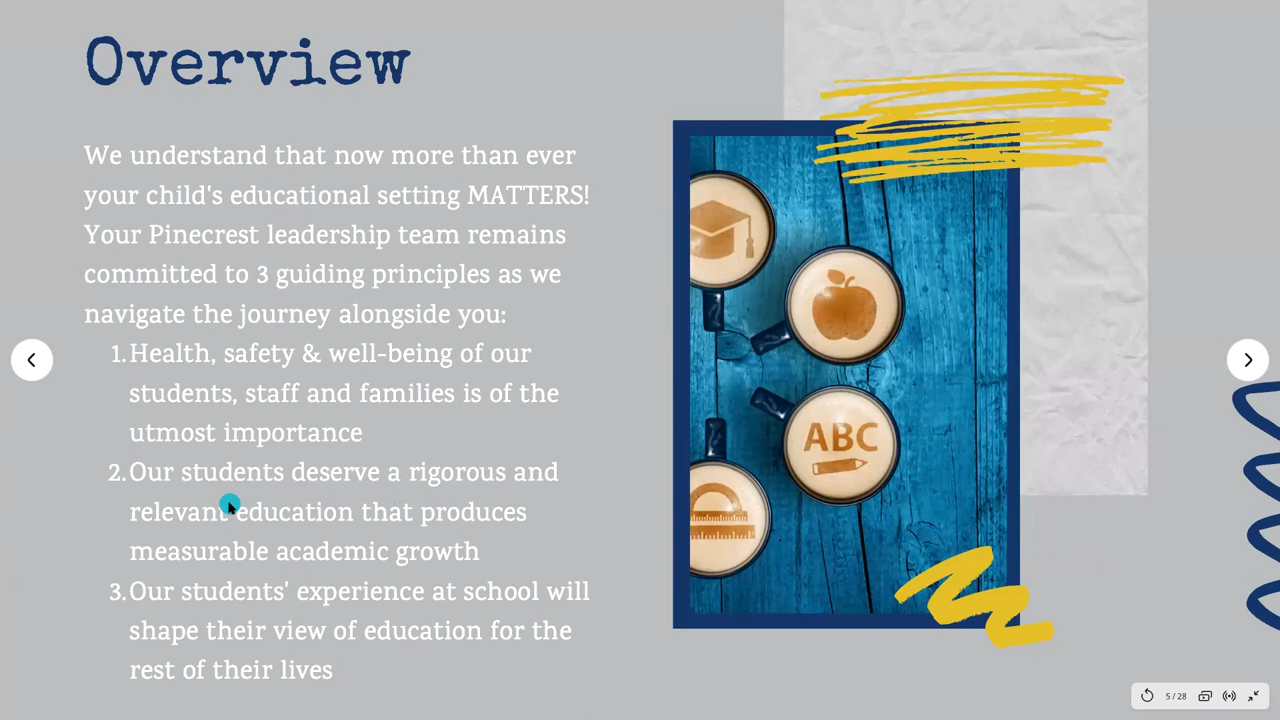 Overview
We understand that now more than ever
your child's educational setting MATTERS!
Your Pinecrest leadership team remains
committed to 3 guiding principles as we
navigate the journey alongside you:
1. Health, safety & well-being of our
students, staff and families is of the
utmost importance
2. Our students deserve a rigorous and
relevant education that produces
measurable academic growth
3. Our students' experience at school will
shape their view of education for the
rest of their lives
ABC
5 / 28